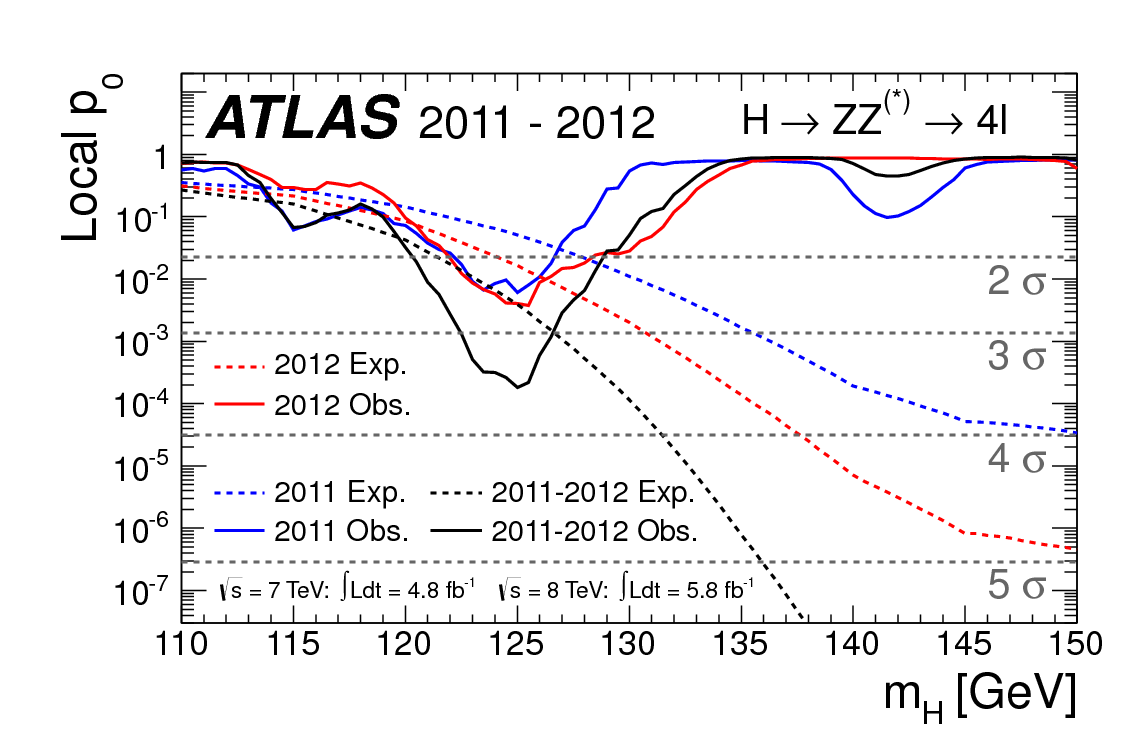 ATLAS 2011 - 2012 H → ZZ(*) → 4l
Local p0
1
10-1
10-2
10-3
10-4
10-5
10-6
10-7
2 σ
3 σ
4 σ
5 σ
2012 Exp.
2012 Obs.
2011 Exp. 2011-2012 Exp.
2011 Obs. 2011-2012 Obs.
√s = 7 TeV: ∫Ldt = 4.8 fb-1 √s = 8 TeV: ∫Ldt = 5.8 fb-1
110 115 120 125 130 135 140 145 150
mH [GeV]